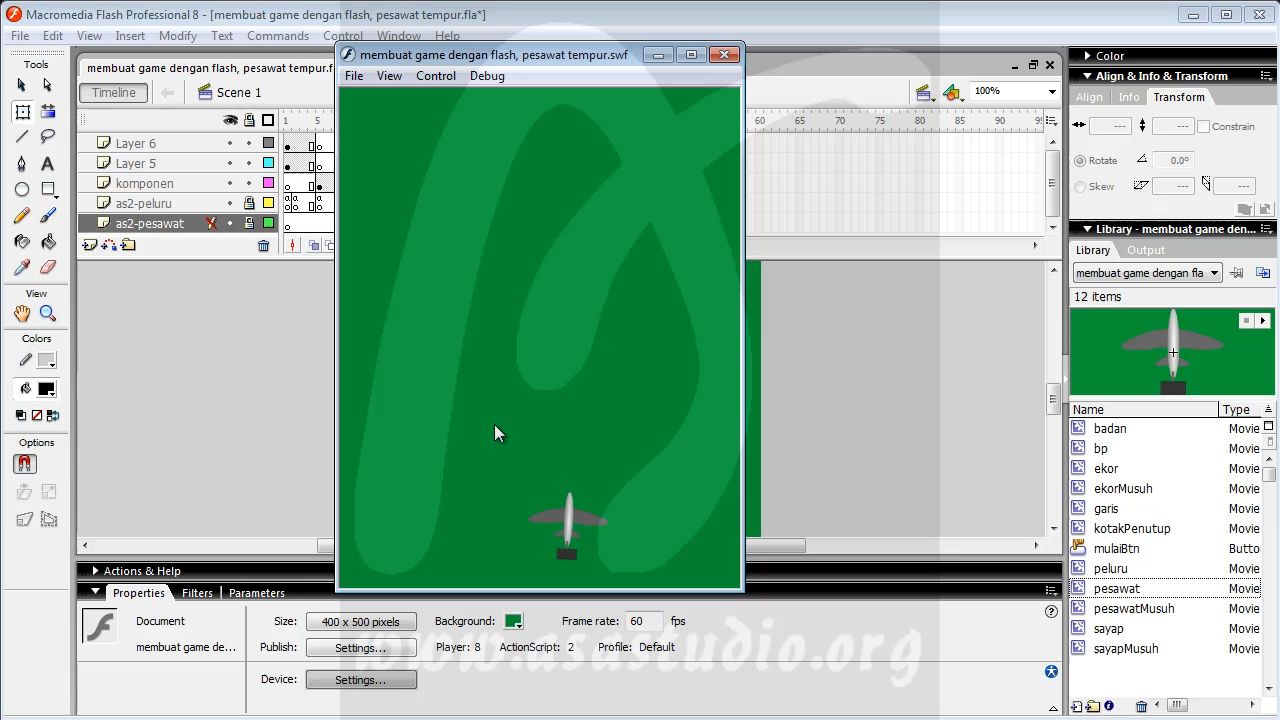 Macromedia Flash Professional 8 - [membuat game dengan flash, pesawat tempur.fla*]
File Edit View Insert Modify Text Commands Control Window Help
Tools
View
Colors
Options
membuat game dengan flash, pesawat tempur.f
Timeline
Scene 1
100%
1 5 60 65 70 75 80 85 90 95
Layer 6
Layer 5
komponen
as2-peluru
as2-pesawat
membuat game dengan flash, pesawat tempur.swf
File View Control Debug
Color
Align & Info & Transform
Align Info Transform
--- --- Constrain
Rotate 0.0°
Skew --- ---
Library - membuat game den...
Library Output
membuat game dengan fla
12 items
Name Type
badan Movie
bp Movie
ekor Movie
ekorMusuh Movie
garis Movie
kotakPenutup Movie
mulaiBtn Butto
peluru Movie
pesawat Movie
pesawatMusuh Movie
sayap Movie
sayapMusuh Movie
Actions & Help
Properties Filters Parameters
Document
membuat game de...
Size: 400 x 500 pixels Background: Frame rate: 60 fps
Publish: Settings... Player: 8 ActionScript: 2 Profile: Default
Device: Settings...
www.asastudio.org